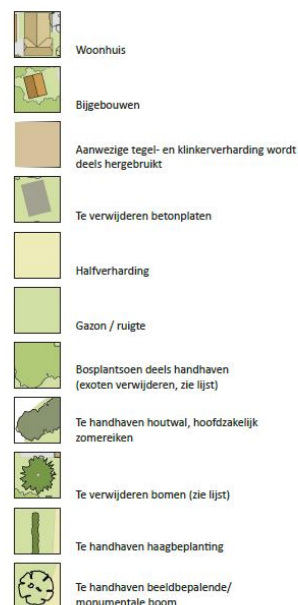 Woonhuis
Bijgebouwen
Aanwezige tegel- en klinkerverharding wordt
deels hergebruikt
Te verwijderen betonplaten
Halfverharding
Gazon / ruigte
Bosplantsoen deels handhaven
(exoten verwijderen, zie lijst)
Te handhaven houtwal, hoofdzakelijk
zomereiken
Te verwijderen bomen (zie lijst)
Te handhaven haagbeplanting
Te handhaven beeldbepalende/
monumentale boom